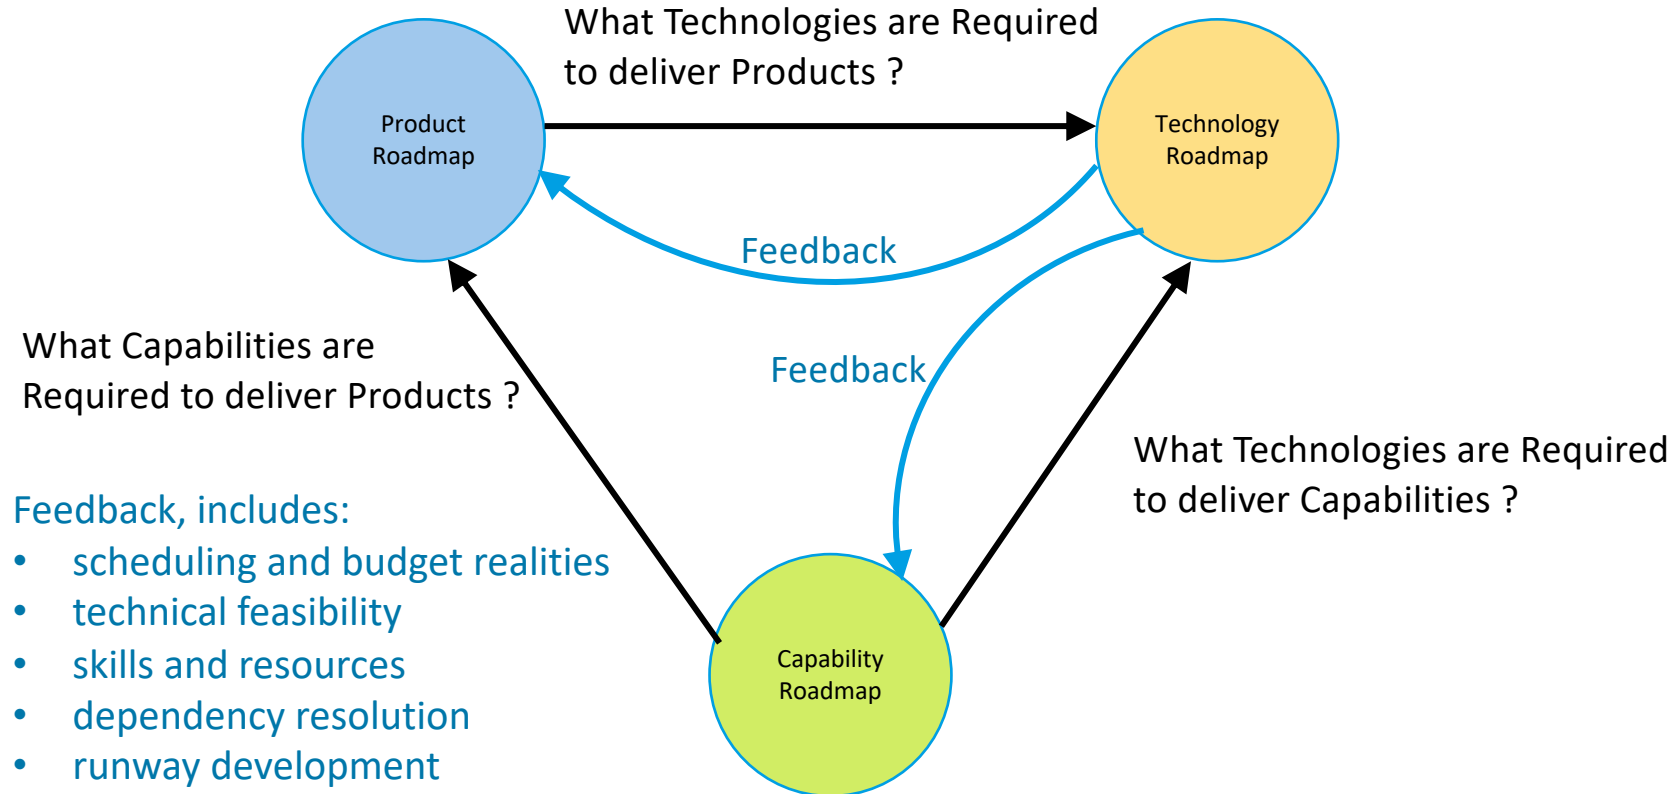 What Technologies are Required
to deliver Products ?
Product
Roadmap
Technology
Roadmap
Feedback
What Capabilities are
Required to deliver Products ?
Feedback
What Technologies are Required
to deliver Capabilities ?
Feedback, includes:
• scheduling and budget realities
• technical feasibility
• skills and resources
• dependency resolution
• runway development
Capability
Roadmap